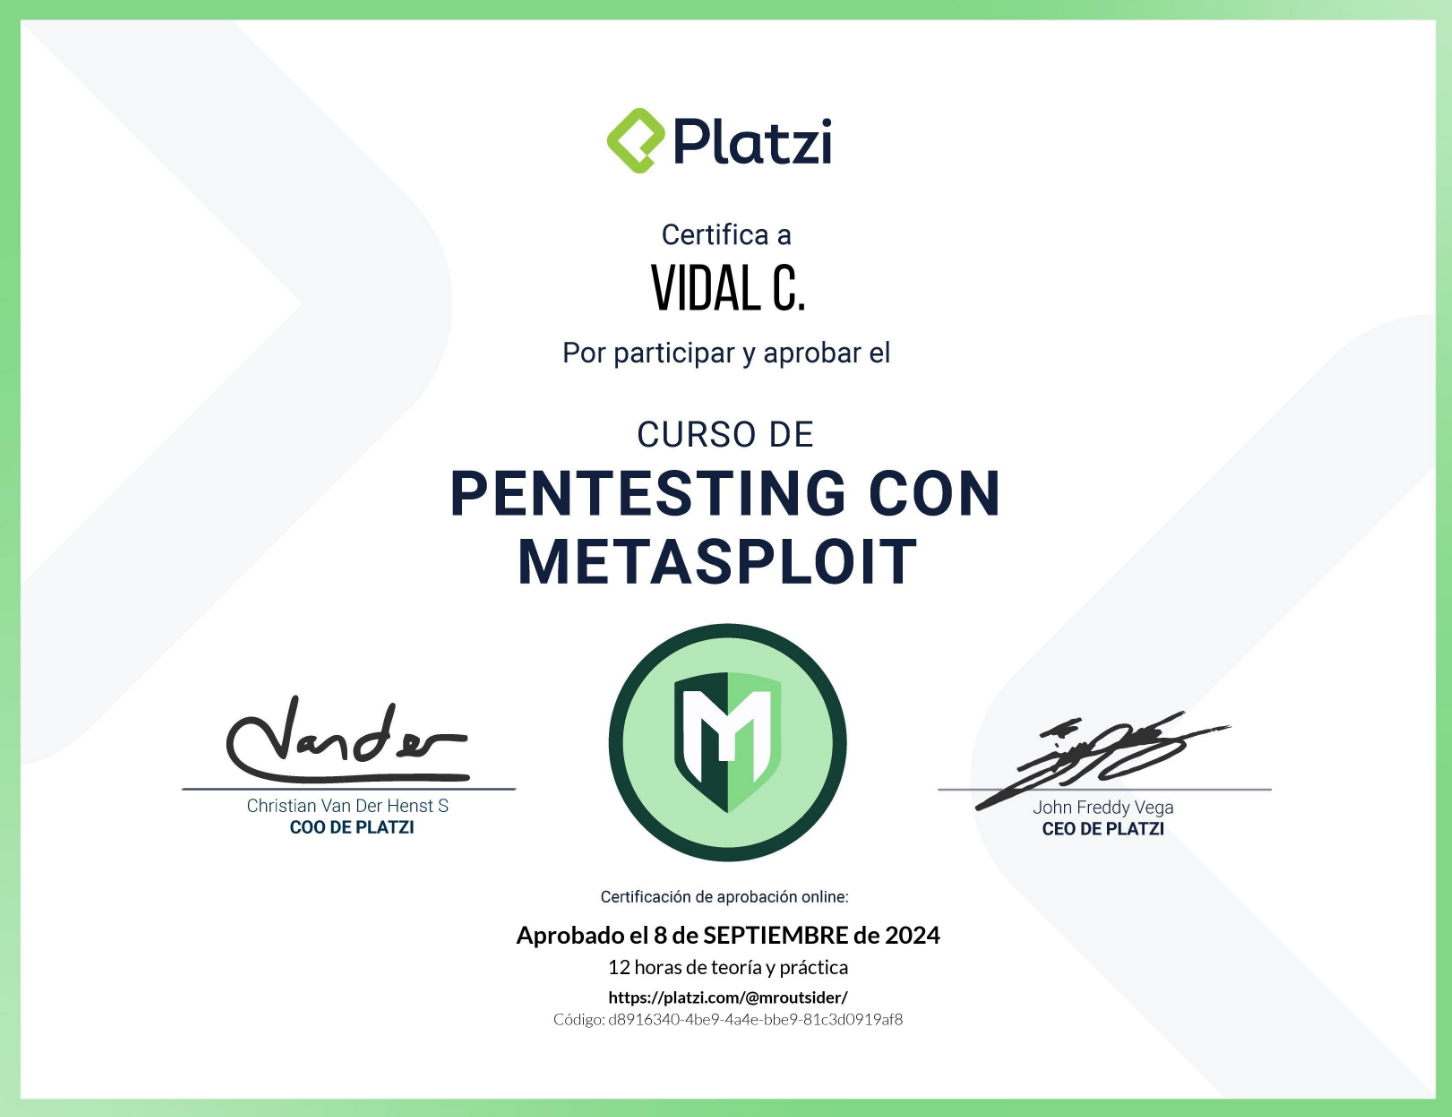 Platzi
Certifica a
VIDAL C.
Por participar y aprobar el
CURSO DE
PENTESTING CON
METASPLOIT
M
Vander
Christian Van Der Henst S
COO DE PLATZI
John Freddy Vega
CEO DE PLATZI
Certificación de aprobación online:
Aprobado el 8 de SEPTIEMBRE de 2024
12 horas de teoría y práctica
https://platzi.com/@mroutsider/
Código: d8916340-4be9-4a4e-bbe9-81c3d0919af8